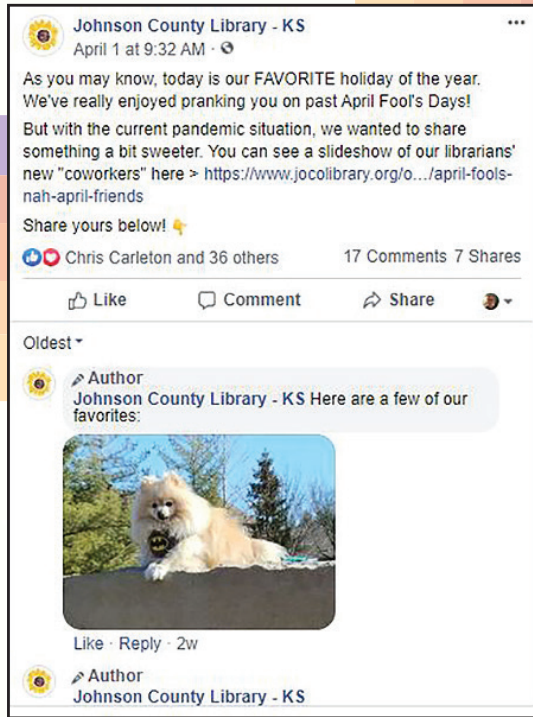 Johnson County Library - KS
April 1 at 9:32 AM ·
As you may know, today is our FAVORITE holiday of the year.
We've really enjoyed pranking you on past April Fool's Days!
But with the current pandemic situation, we wanted to share
something a bit sweeter. You can see a slideshow of our librarians'
new "coworkers" here > https://www.jocolibrary.org/o.../april-fools-
nah-april-friends
Share yours below! 👇
Chris Carleton and 36 others 17 Comments 7 Shares
Like Comment Share
Oldest
Author
Johnson County Library - KS Here are a few of our
favorites:
Like · Reply · 2w
Author
Johnson County Library - KS